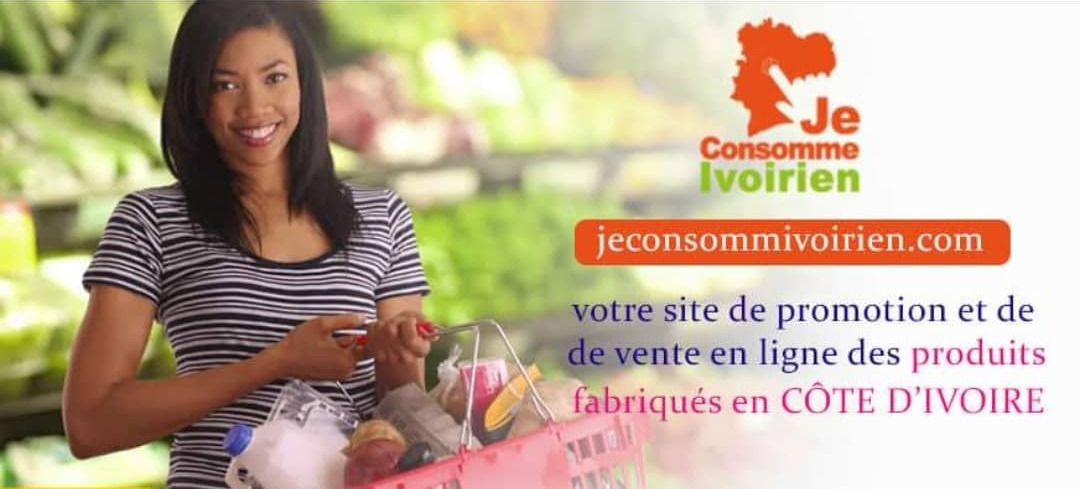 Je
Consomme
Ivoirien
jeconsommivoirien.com
votre site de promotion et de
de vente en ligne des produits
fabriqués en CÔTE D'IVOIRE